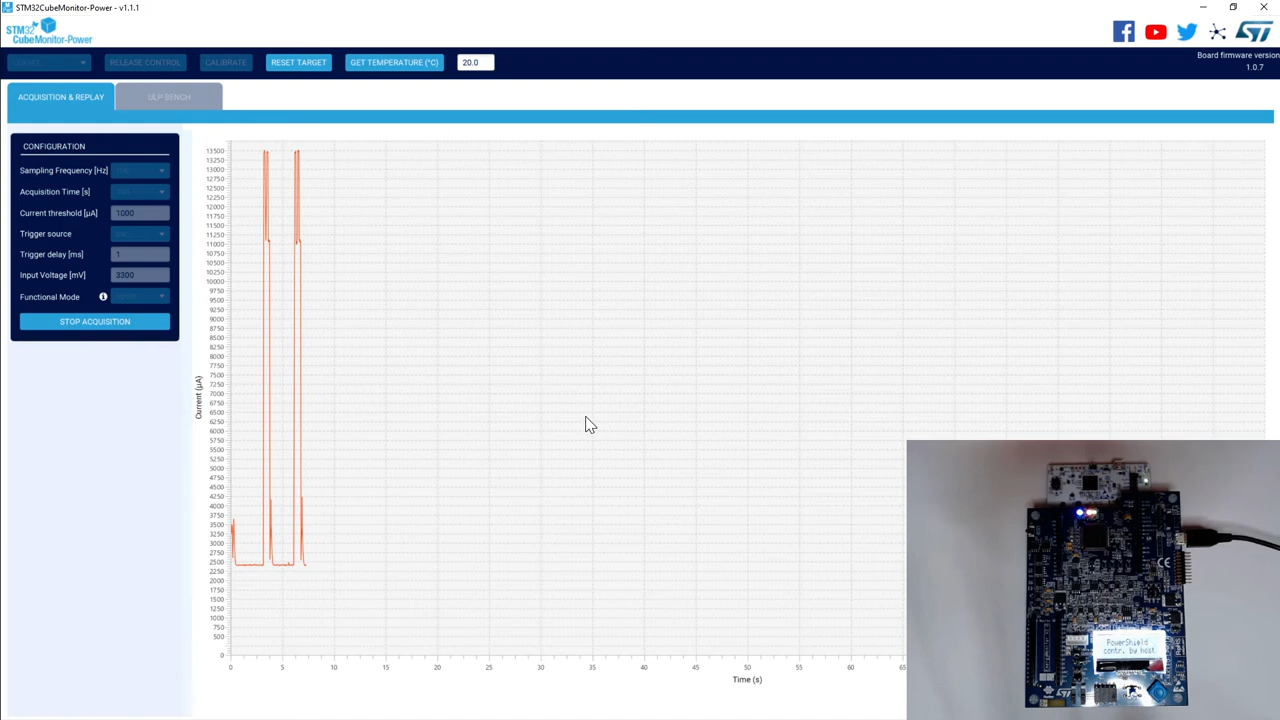 STM32CubeMonitor-Power - v1.1.1
STM32
CubeMonitor-Power
RELEASE CONTROL
CALIBRATE
RESET TARGET
GET TEMPERATURE (°C)
20.0
Board firmware version
1.0.7
ACQUISITION & REPLAY
ULP BENCH
CONFIGURATION
Sampling Frequency [Hz]
Acquisition Time [s]
Current threshold [µA]
1000
Trigger source
Trigger delay [ms]
1
Input Voltage [mV]
3300
Functional Mode
STOP ACQUISITION
13500
13250
13000
12750
12500
12250
12000
11750
11500
11250
11000
10750
10500
10250
10000
9750
9500
9250
9000
8750
8500
8250
8000
7750
7500
7250
7000
6750
6500
6250
6000
5750
5500
5250
5000
4750
4500
4250
4000
3750
3500
3250
3000
2750
2500
2250
2000
1750
1500
1250
1000
750
500
0
Current (µA)
0 5 10 15 20 25 30 35 40 45 50 55 60
Time (s)
PowerShield
contr. by host